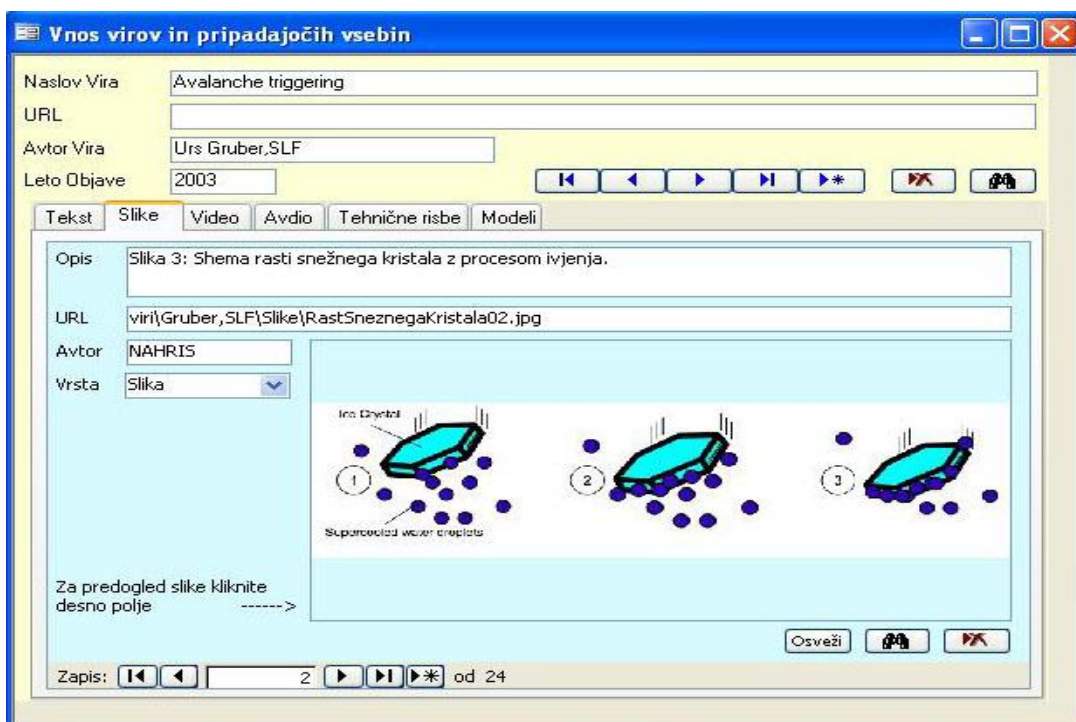 Vnos virov in pripadajočih vsebin
Naslov Vira Avalanche triggering
URL
Avtor Vira Urs Gruber,SLF
Leto Objave 2003
Tekst Slike Video Avdio Tehnične risbe Modeli
Opis Slika 3: Shema rasti snežnega kristala z procesom ivjenja.
URL viri\Gruber,SLF\Slike\RastSneznegaKristala02.jpg
Avtor NAHRIS
Vrsta Slika
Ice Crystal
1 2 3
Supercooled water droplets
Za predogled slike kliknite
desno polje ------>
Osveži
Zapis: 2 od 24